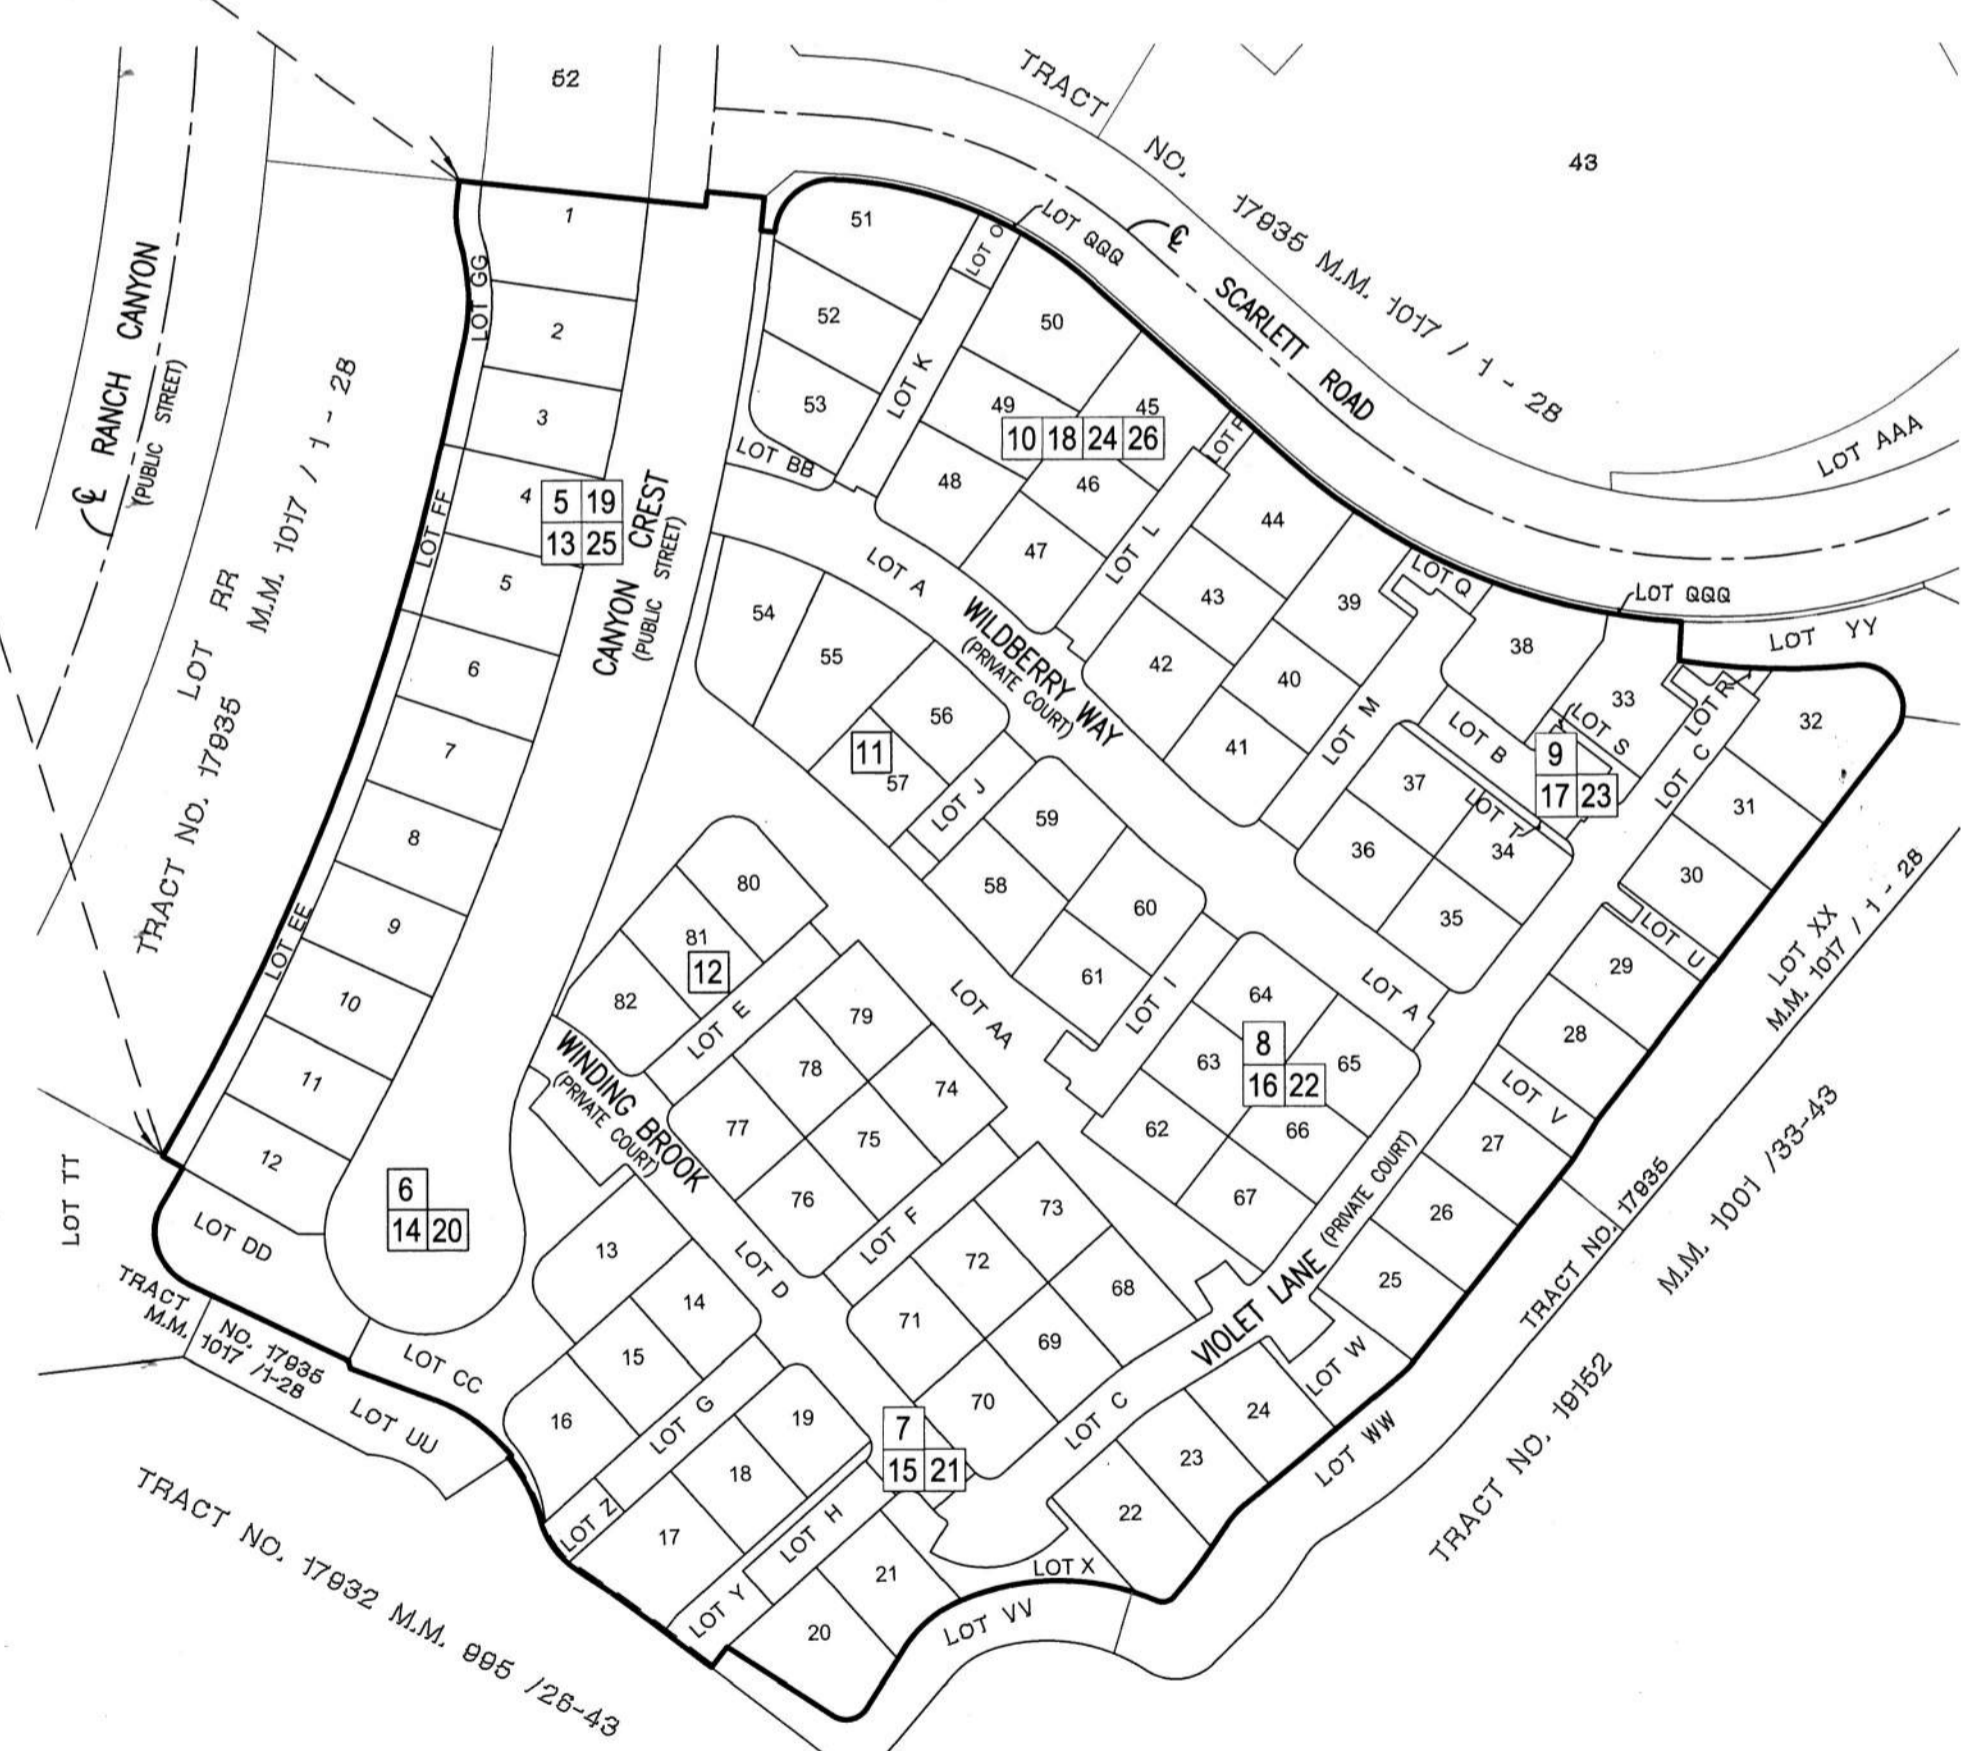 52
TRACT
NO.
17935 M.M. 1017 / 1 - 28
43
1
51
LOT O
LOT QQQ
℄
SCARLETT ROAD
LOT GG
℄ RANCH CANYON
(PUBLIC STREET)
2
52
50
LOT K
3
53
49
45
10 18 24 26
LOT P
LOT AAA
LOT BB
48
46
44
4
5 19
13 25
LOT FF
CANYON CREST
(PUBLIC STREET)
LOT RR
M.M. 1017 / 1 - 28
TRACT NO. 17935
LOT A
47
LOT L
LOT Q
LOT QQQ
LOT YY
5
54
WILDBERRY WAY
(PRIVATE COURT)
43
39
38
6
55
42
40
LOT M
33
LOT R
32
56
41
LOT B
LOT S
9
17 23
LOT C
7
11
57
LOT J
37
LOT T
31
8
59
36
34
30
80
58
60
35
LOT U
LOT XX
M.M. 1017 / 1 - 28
9
81
12
61
LOT A
29
LOT EE
10
82
LOT E
79
LOT AA
LOT I
64
28
8
16 22
63
65
LOT V
11
WINDING BROOK
(PRIVATE COURT)
78
74
77
75
62
66
27
12
6
14 20
LOT TT
LOT DD
76
67
26
VIOLET LANE (PRIVATE COURT)
TRACT NO. 17935
M.M. 1001 /33-43
13
LOT D
LOT F
73
72
68
25
14
71
69
TRACT
NO. 17935
M.M. 1017 /1-28
LOT CC
15
LOT W
TRACT NO. 19152
LOT UU
16
LOT G
19
70
LOT C
24
7
15 21
LOT WW
18
23
LOT Z
17
LOT H
22
21
LOT X
LOT Y
20
LOT VV
TRACT NO. 17932 M.M. 995 /26-43